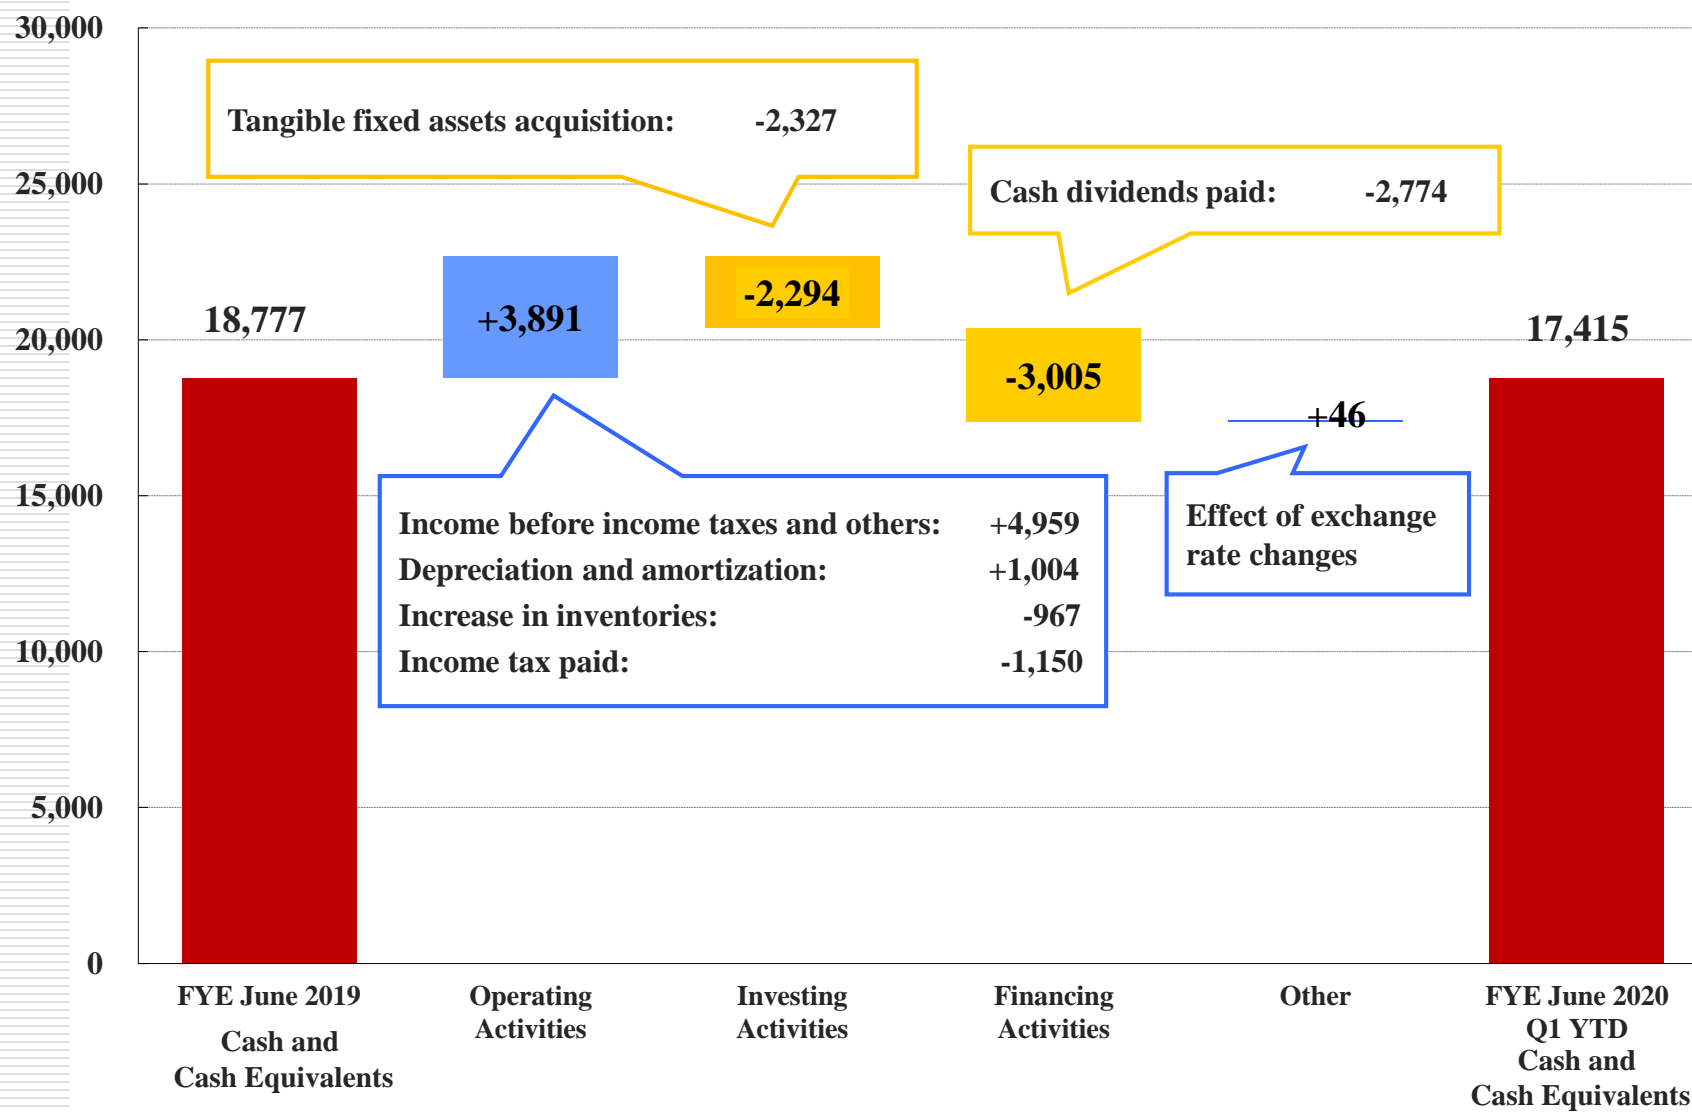 30,000
25,000
20,000
15,000
10,000
5,000
0
Tangible fixed assets acquisition: -2,327
Cash dividends paid: -2,774
18,777
+3,891
-2,294
-3,005
+46
17,415
Income before income taxes and others: +4,959
Depreciation and amortization: +1,004
Increase in inventories: -967
Income tax paid: -1,150
Effect of exchange
rate changes
FYE June 2019
Cash and
Cash Equivalents
Operating
Activities
Investing
Activities
Financing
Activities
Other
FYE June 2020
Q1 YTD
Cash and
Cash Equivalents